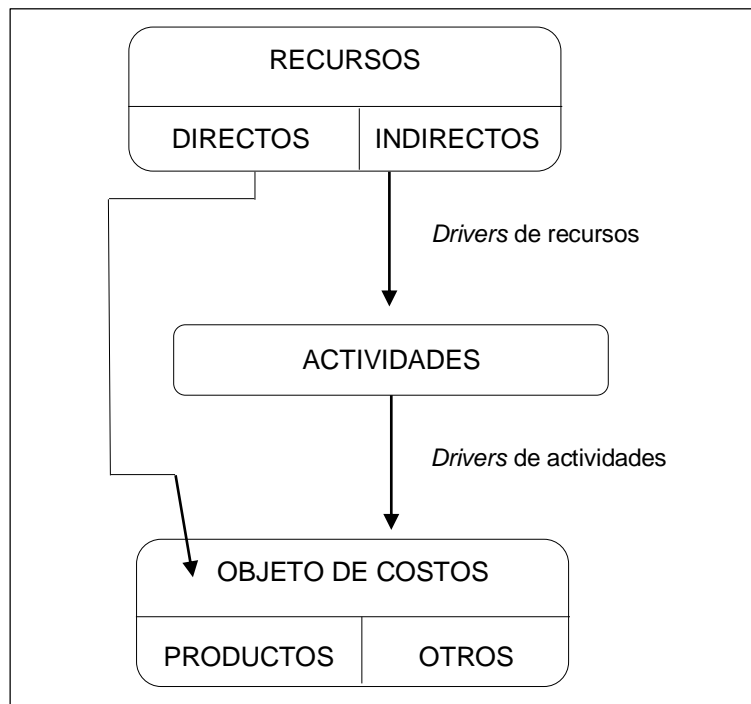 RECURSOS
DIRECTOS INDIRECTOS
Drivers de recursos
ACTIVIDADES
Drivers de actividades
OBJETO DE COSTOS
PRODUCTOS OTROS